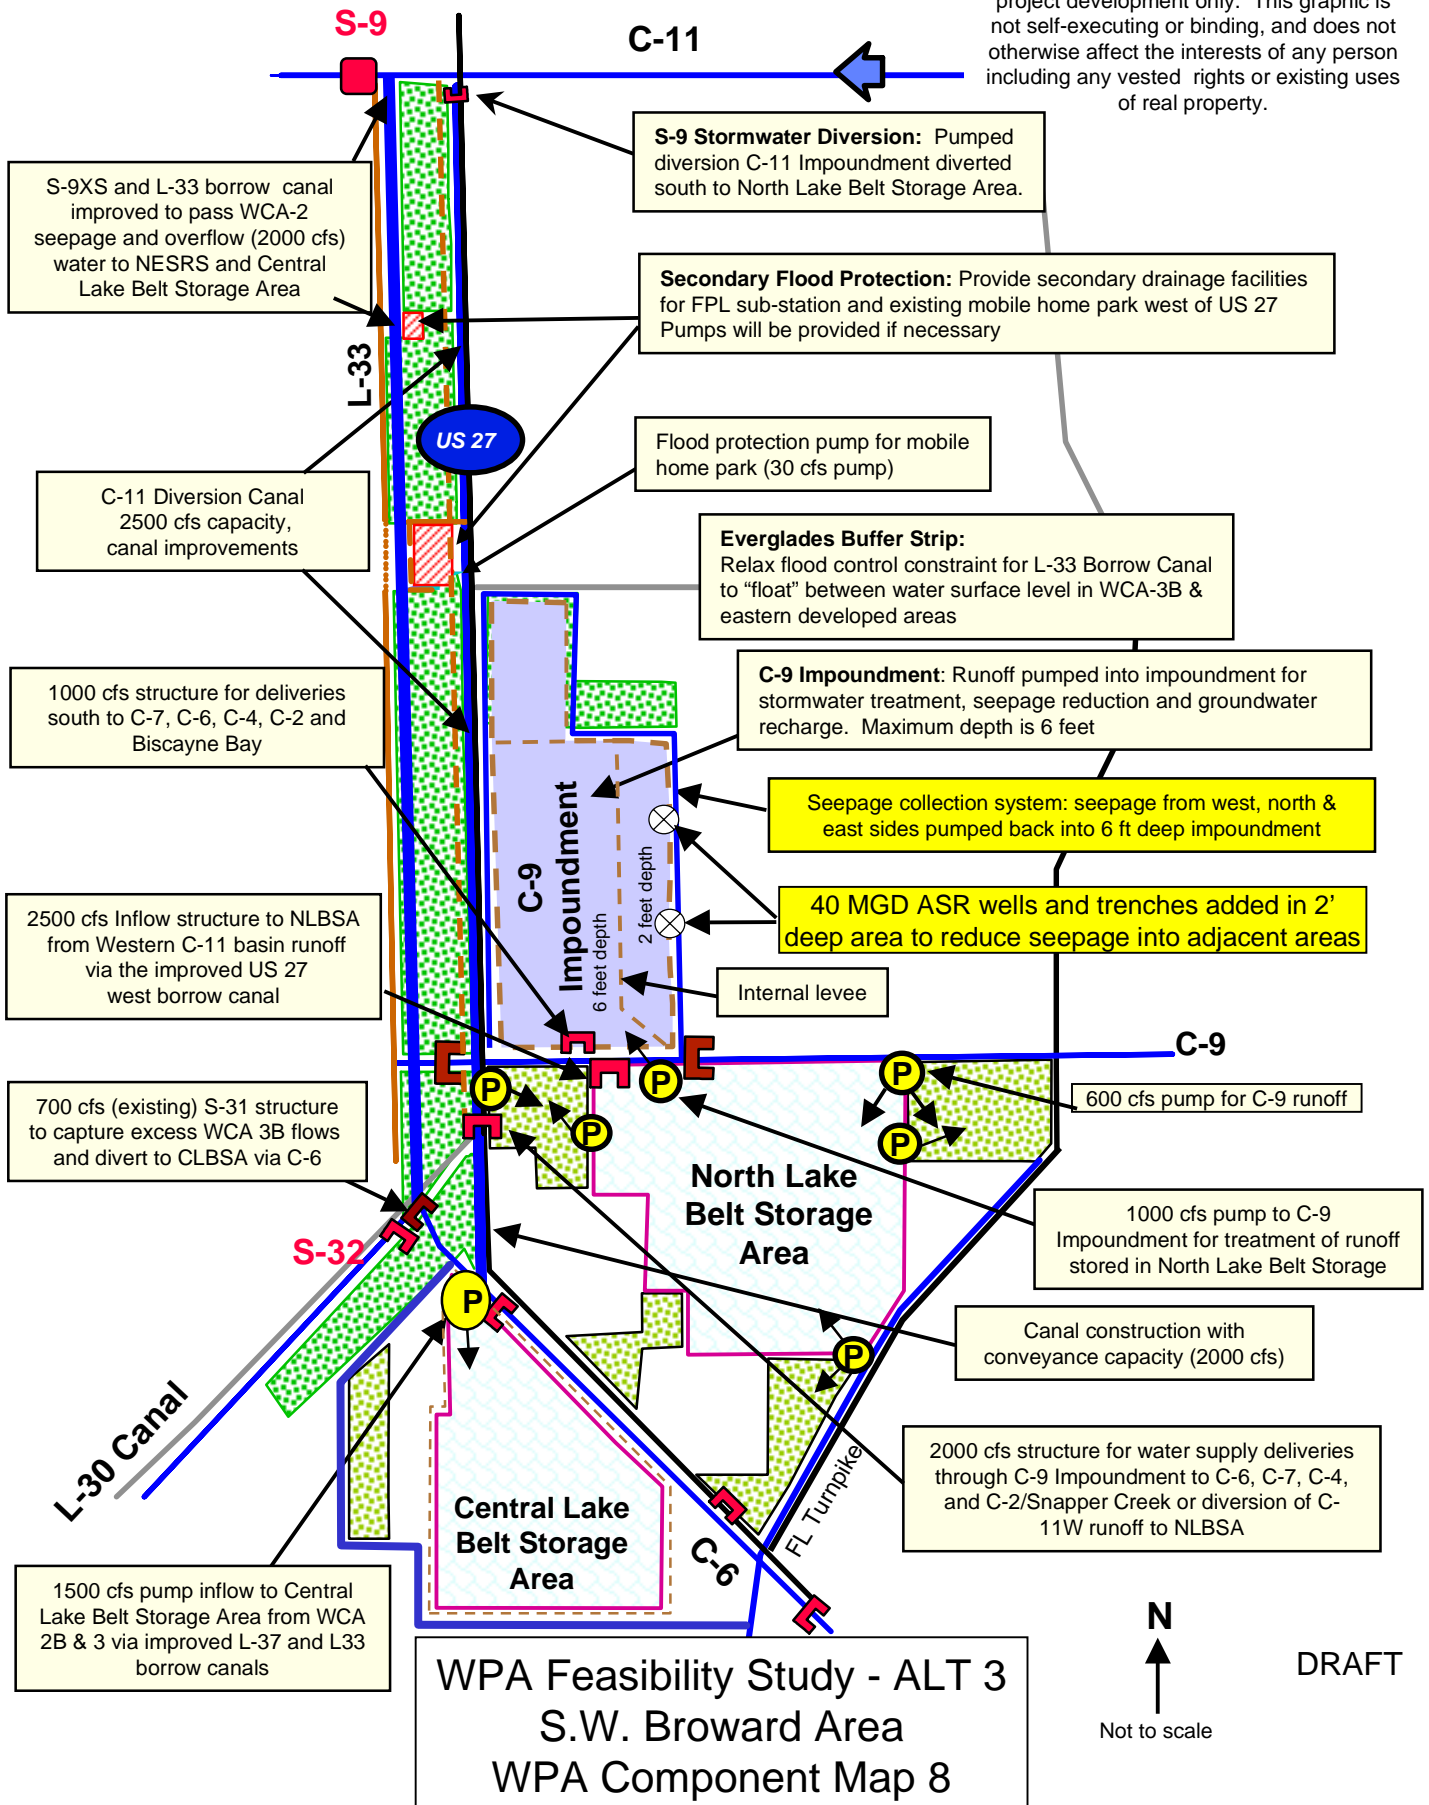 project development only. This graphic is
not self-executing or binding, and does not
otherwise affect the interests of any person
including any vested rights or existing uses
of real property.
S-9
C-11
S-9 Stormwater Diversion: Pumped
diversion C-11 Impoundment diverted
south to North Lake Belt Storage Area.
S-9XS and L-33 borrow canal
improved to pass WCA-2
seepage and overflow (2000 cfs)
water to NESRS and Central
Lake Belt Storage Area
Secondary Flood Protection: Provide secondary drainage facilities
for FPL sub-station and existing mobile home park west of US 27
Pumps will be provided if necessary
L-33
US 27
Flood protection pump for mobile
home park (30 cfs pump)
C-11 Diversion Canal
2500 cfs capacity,
canal improvements
Everglades Buffer Strip:
Relax flood control constraint for L-33 Borrow Canal
to “float” between water surface level in WCA-3B &
eastern developed areas
1000 cfs structure for deliveries
south to C-7, C-6, C-4, C-2 and
Biscayne Bay
C-9 Impoundment: Runoff pumped into impoundment for
stormwater treatment, seepage reduction and groundwater
recharge. Maximum depth is 6 feet
C-9
Impoundment
6 feet depth
2 feet depth
Seepage collection system: seepage from west, north &
east sides pumped back into 6 ft deep impoundment
40 MGD ASR wells and trenches added in 2’
deep area to reduce seepage into adjacent areas
2500 cfs Inflow structure to NLBSA
from Western C-11 basin runoff
via the improved US 27
west borrow canal
Internal levee
C-9
P
P
P
P
P
600 cfs pump for C-9 runoff
700 cfs (existing) S-31 structure
to capture excess WCA 3B flows
and divert to CLBSA via C-6
North Lake
Belt Storage
Area
1000 cfs pump to C-9
Impoundment for treatment of runoff
stored in North Lake Belt Storage
S-32
P
P
Canal construction with
conveyance capacity (2000 cfs)
L-30 Canal
2000 cfs structure for water supply deliveries
through C-9 Impoundment to C-6, C-7, C-4,
and C-2/Snapper Creek or diversion of C-
11W runoff to NLBSA
FL Turnpike
Central Lake
Belt Storage
Area
C-6
1500 cfs pump inflow to Central
Lake Belt Storage Area from WCA
2B & 3 via improved L-37 and L33
borrow canals
WPA Feasibility Study - ALT 3
S.W. Broward Area
WPA Component Map 8
N
Not to scale
DRAFT